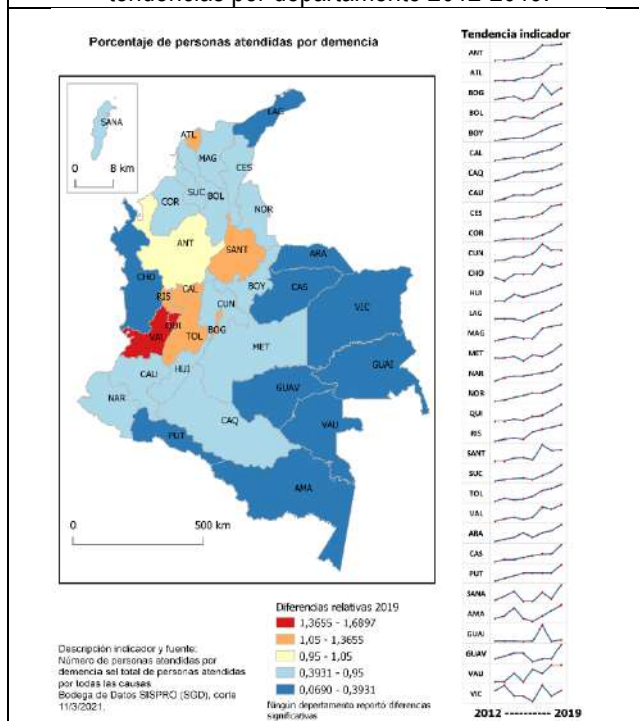 tendencias por departamento 2012-2019.
Porcentaje de personas atendidas por demencia
Tendencia indicador
SANA
0 8 km
LAG
ATL
MAG
CES
SUC
BOL
COR
NOR
ANT
SANT
ARA
CHO
BOY
CAS
RIS
CAL
CUN
VIC
QUI
BOG
VAL
TOL
MET
GUAI
CAU
HUI
GUAV
NAR
CAQ
VAU
PUT
AMA
0 500 km
ANT
ATL
BOG
BOL
BOY
CAL
CAQ
CAU
CES
COR
CUN
CHO
HUI
LAG
MAG
MET
NAR
NOR
QUI
RIS
SANT
SUC
TOL
VAL
ARA
CAS
PUT
SANA
AMA
GUAI
GUAV
VAU
VIC
2012 ---------- 2019
Diferencias relativas 2019
1,3655 - 1,6897
1,05 - 1,3655
0,95 - 1,05
0,3931 - 0,95
0,0690 - 0,3931
Ningún departamento reportó diferencias
significativas
Descripción indicador y fuente:
Número de personas atendidas por
demencia sel total de personas atendidas
por todas las causas
Bodega de Datos SISPRO (SGD), corte
11/3/2021.